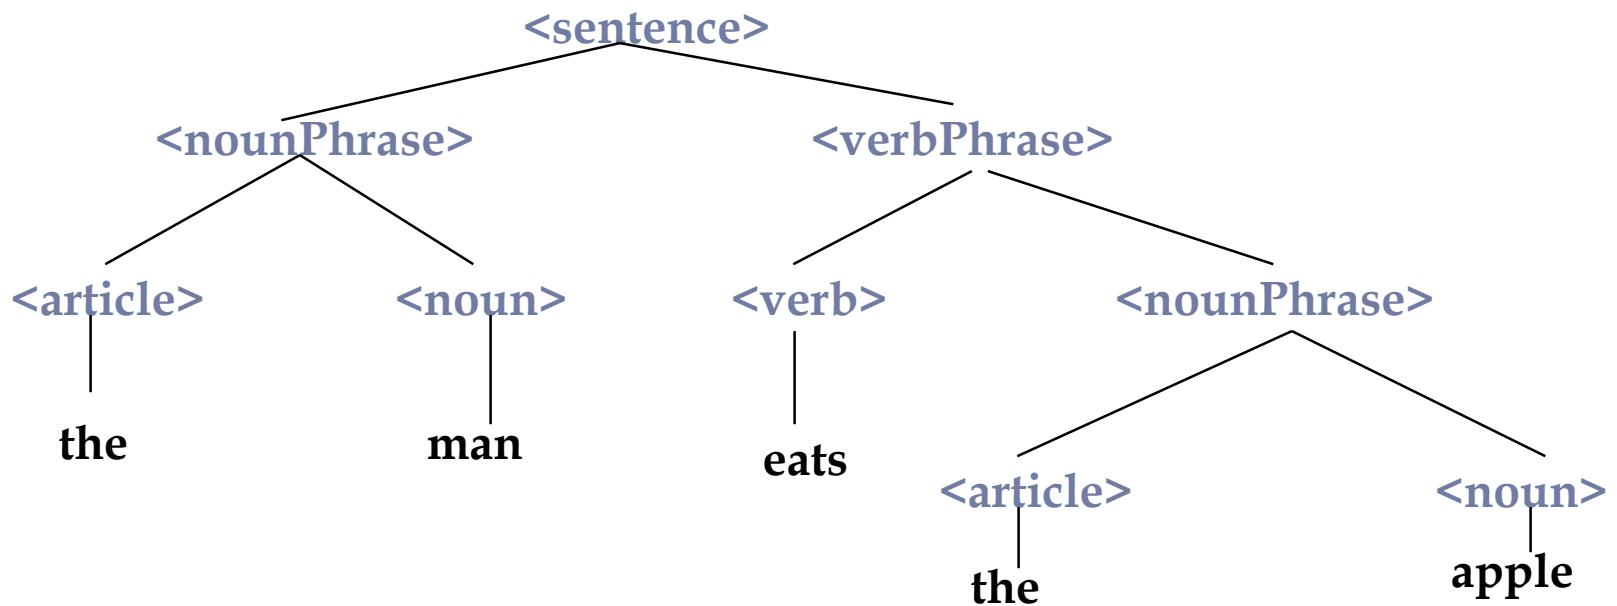 <sentence>
<nounPhrase> <verbPhrase>
<article> <noun> <verb> <nounPhrase>
the man eats
<article> <noun>
the apple